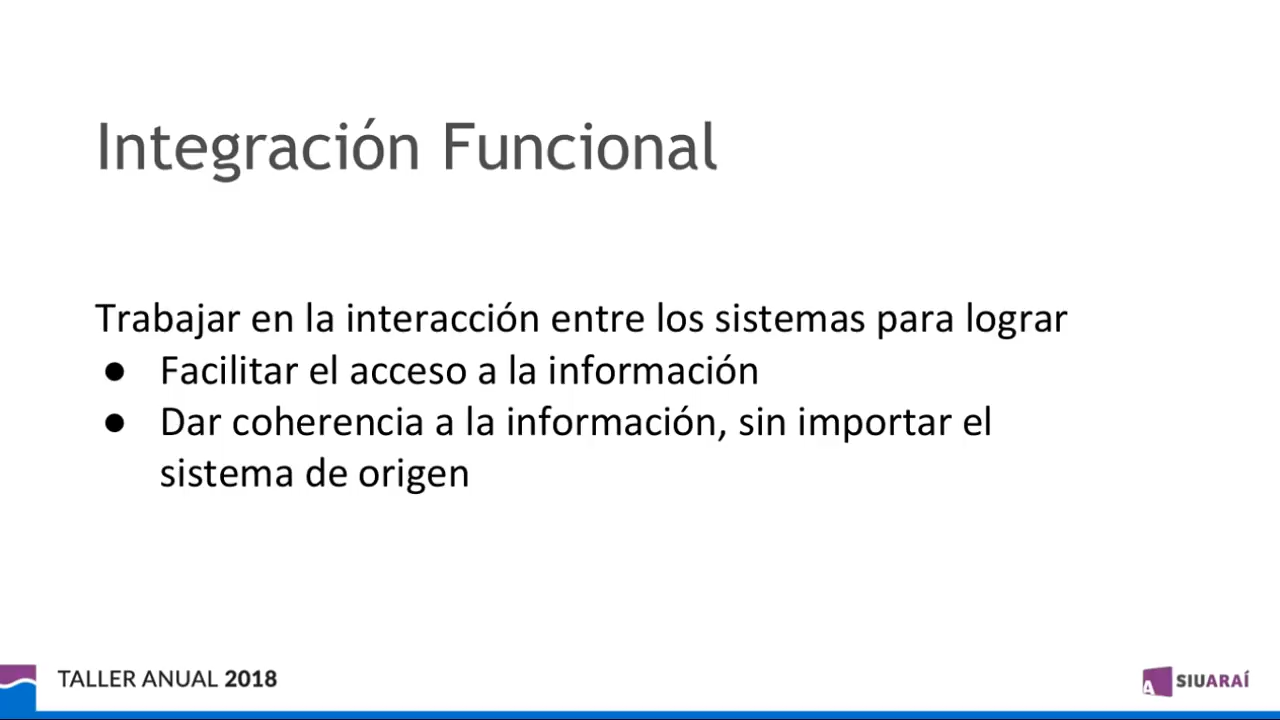 Integración Funcional
Trabajar en la interacción entre los sistemas para lograr
● Facilitar el acceso a la información
● Dar coherencia a la información, sin importar el
sistema de origen
TALLER ANUAL 2018
A SIUARAÍ